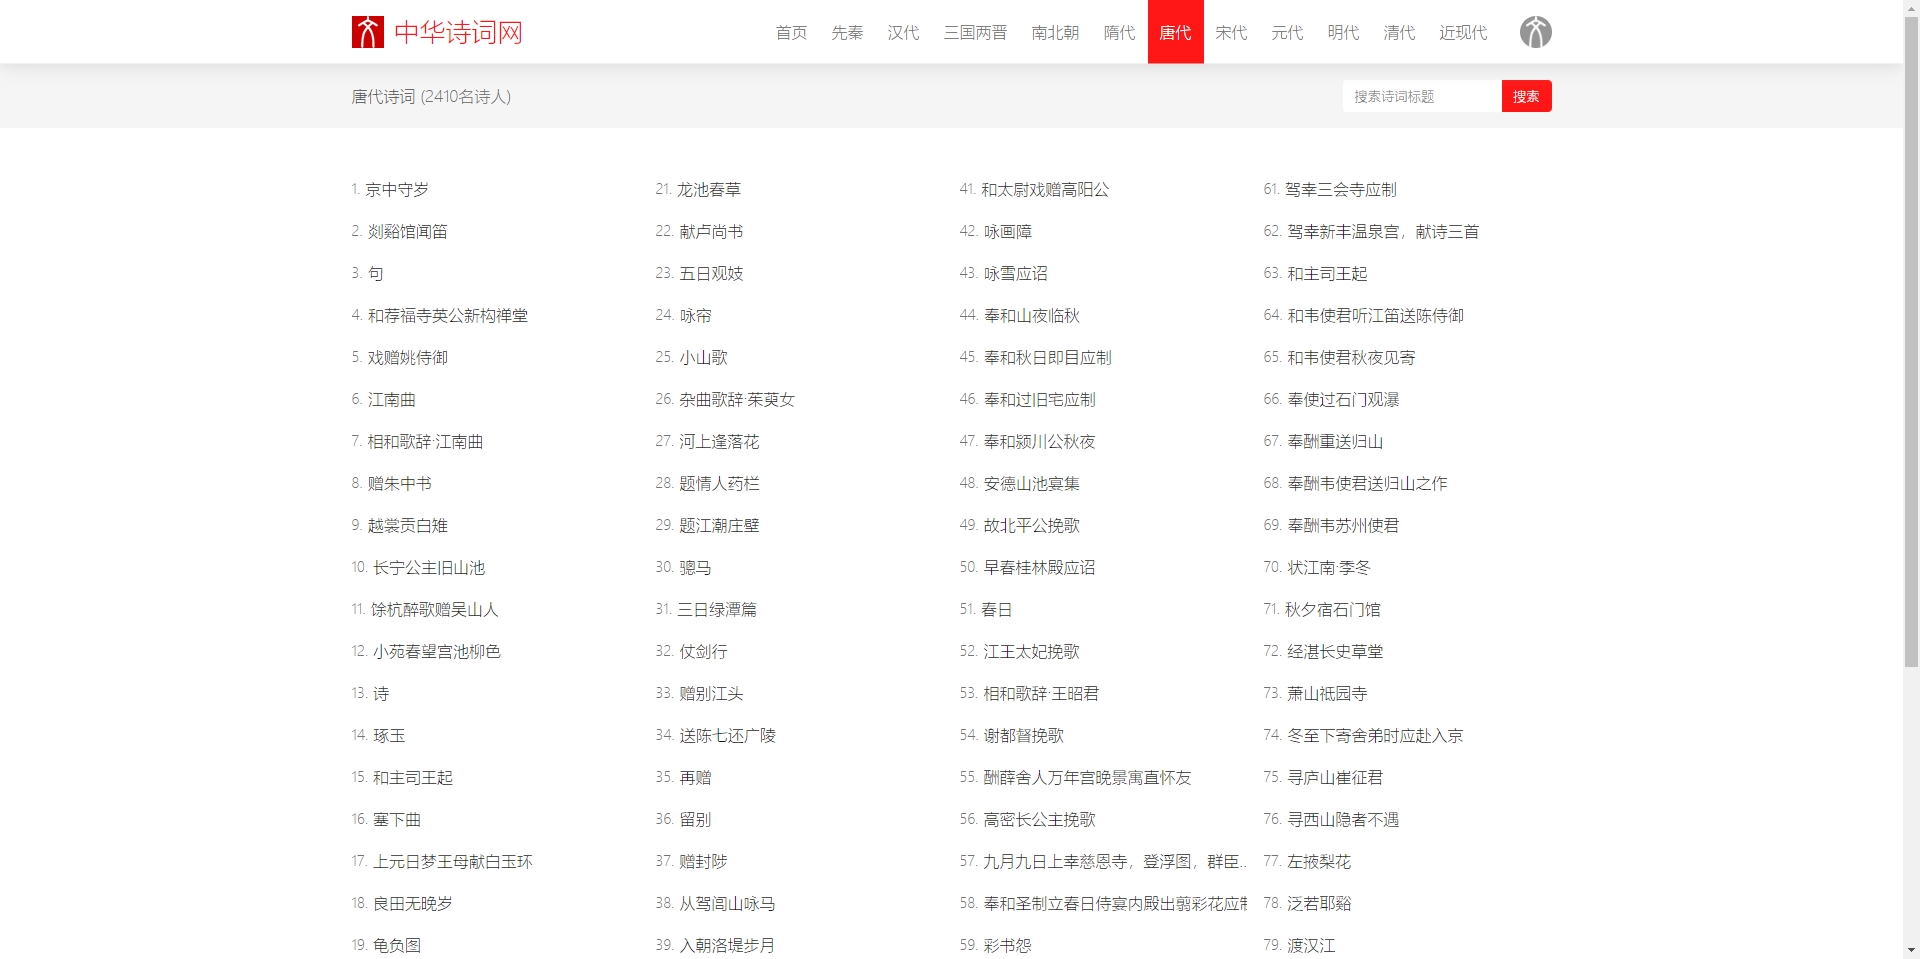 中华诗词网
首页 先秦 汉代 三国两晋 南北朝 隋代 唐代 宋代 元代 明代 清代 近现代
唐代诗词 (2410名诗人)
搜索诗词标题 搜索
1. 京中守岁
2. 剡谿馆闻笛
3. 句
4. 和荐福寺英公新构禅堂
5. 戏赠姚侍御
6. 江南曲
7. 相和歌辞·江南曲
8. 赠朱中书
9. 越裳贡白雉
10. 长宁公主旧山池
11. 馀杭醉歌赠吴山人
12. 小苑春望宫池柳色
13. 诗
14. 琢玉
15. 和主司王起
16. 塞下曲
17. 上元日梦王母献白玉环
18. 良田无晚岁
19. 龟负图
21. 龙池春草
22. 献卢尚书
23. 五日观妓
24. 咏帘
25. 小山歌
26. 杂曲歌辞·茱萸女
27. 河上逢落花
28. 题情人药栏
29. 题江潮庄壁
30. 骢马
31. 三日绿潭篇
32. 仗剑行
33. 赠别江头
34. 送陈七还广陵
35. 再赠
36. 留别
37. 赠封陟
38. 从驾闾山咏马
39. 入朝洛堤步月
41. 和太尉戏赠高阳公
42. 咏画障
43. 咏雪应诏
44. 奉和山夜临秋
45. 奉和秋日即目应制
46. 奉和过旧宅应制
47. 奉和颍川公秋夜
48. 安德山池宴集
49. 故北平公挽歌
50. 早春桂林殿应诏
51. 春日
52. 江王太妃挽歌
53. 相和歌辞·王昭君
54. 谢都督挽歌
55. 酬薛舍人万年宫晚景寓直怀友
56. 高密长公主挽歌
57. 九月九日上幸慈恩寺，登浮图，群臣..
58. 奉和圣制立春日侍宴内殿出翦彩花应制
59. 彩书怨
61. 驾幸三会寺应制
62. 驾幸新丰温泉宫，献诗三首
63. 和主司王起
64. 和韦使君听江笛送陈侍御
65. 和韦使君秋夜见寄
66. 奉使过石门观瀑
67. 奉酬重送归山
68. 奉酬韦使君送归山之作
69. 奉酬韦苏州使君
70. 状江南·季冬
71. 秋夕宿石门馆
72. 经湛长史草堂
73. 萧山祇园寺
74. 冬至下寄舍弟时应赴入京
75. 寻庐山崔征君
76. 寻西山隐者不遇
77. 左掖梨花
78. 泛若耶谿
79. 渡汉江